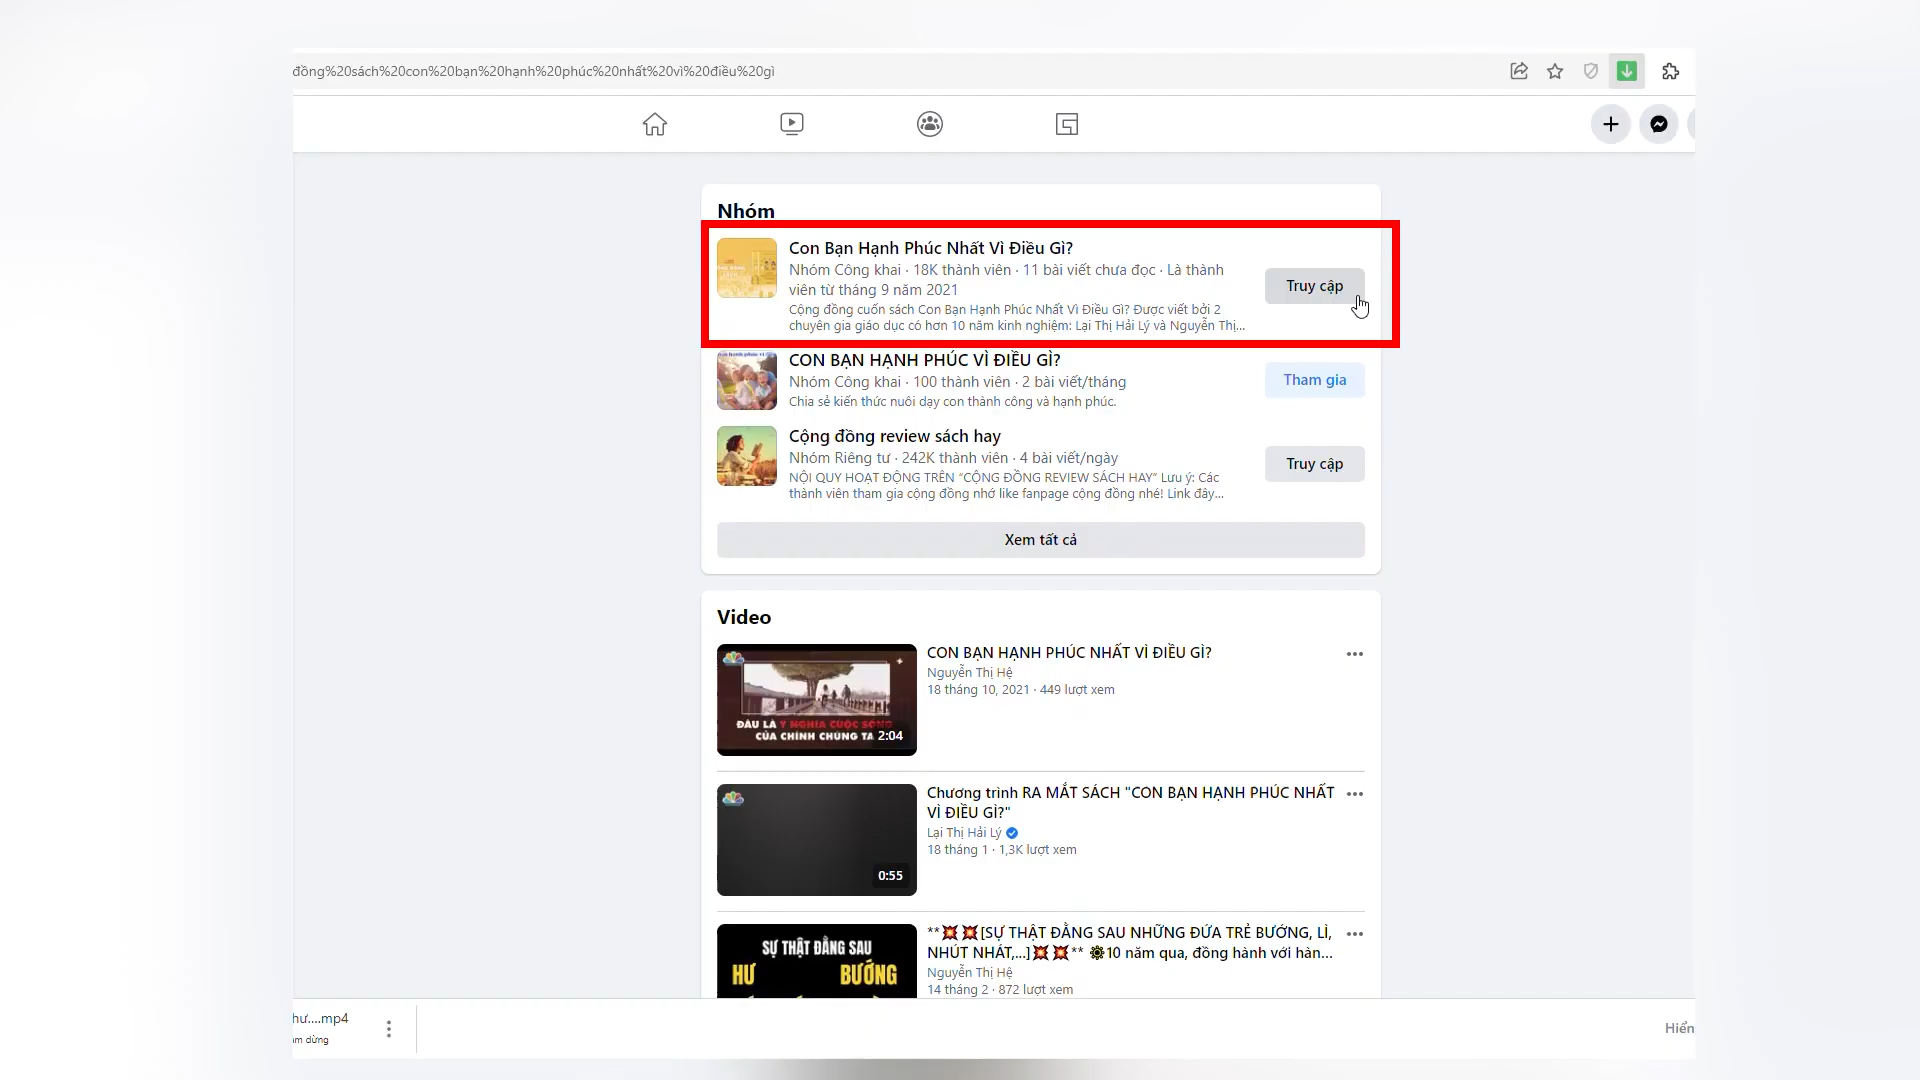 đồng%20sách%20con%20bạn%20hạnh%20phúc%20nhất%20vì%20điều%20gì
Nhóm
Con Bạn Hạnh Phúc Nhất Vì Điều Gì?
Nhóm Công khai · 18K thành viên · 11 bài viết chưa đọc · Là thành
viên từ tháng 9 năm 2021
Cộng đồng cuốn sách Con Bạn Hạnh Phúc Nhất Vì Điều Gì? Được viết bởi 2
chuyên gia giáo dục có hơn 10 năm kinh nghiệm: Lại Thị Hải Lý và Nguyễn Thị...
Truy cập
CON BẠN HẠNH PHÚC VÌ ĐIỀU GÌ?
Nhóm Công khai · 100 thành viên · 2 bài viết/tháng
Chia sẻ kiến thức nuôi dạy con thành công và hạnh phúc.
Tham gia
Cộng đồng review sách hay
Nhóm Riêng tư · 242K thành viên · 4 bài viết/ngày
NỘI QUY HOẠT ĐỘNG TRÊN “CỘNG ĐỒNG REVIEW SÁCH HAY” Lưu ý: Các
thành viên tham gia cộng đồng nhớ like fanpage cộng đồng nhé! Link đây...
Truy cập
Xem tất cả
Video
ĐÂU LÀ Ý NGHĨA CUỘC SỐNG
CỦA CHÍNH CHÚNG TA
2:04
CON BẠN HẠNH PHÚC NHẤT VÌ ĐIỀU GÌ?
Nguyễn Thị Hệ
18 tháng 10, 2021 · 449 lượt xem
0:55
Chương trình RA MẮT SÁCH "CON BẠN HẠNH PHÚC NHẤT
VÌ ĐIỀU GÌ?"
Lại Thị Hải Lý
18 tháng 1 · 1,3K lượt xem
SỰ THẬT ĐẰNG SAU
HƯ BƯỚNG
**💥💥[SỰ THẬT ĐẰNG SAU NHỮNG ĐỨA TRẺ BƯỚNG, LÌ,
NHÚT NHÁT,...]💥💥** 10 năm qua, đồng hành với hàn...
Nguyễn Thị Hệ
14 tháng 2 · 872 lượt xem
hư....mp4
ạm dừng
Hiển